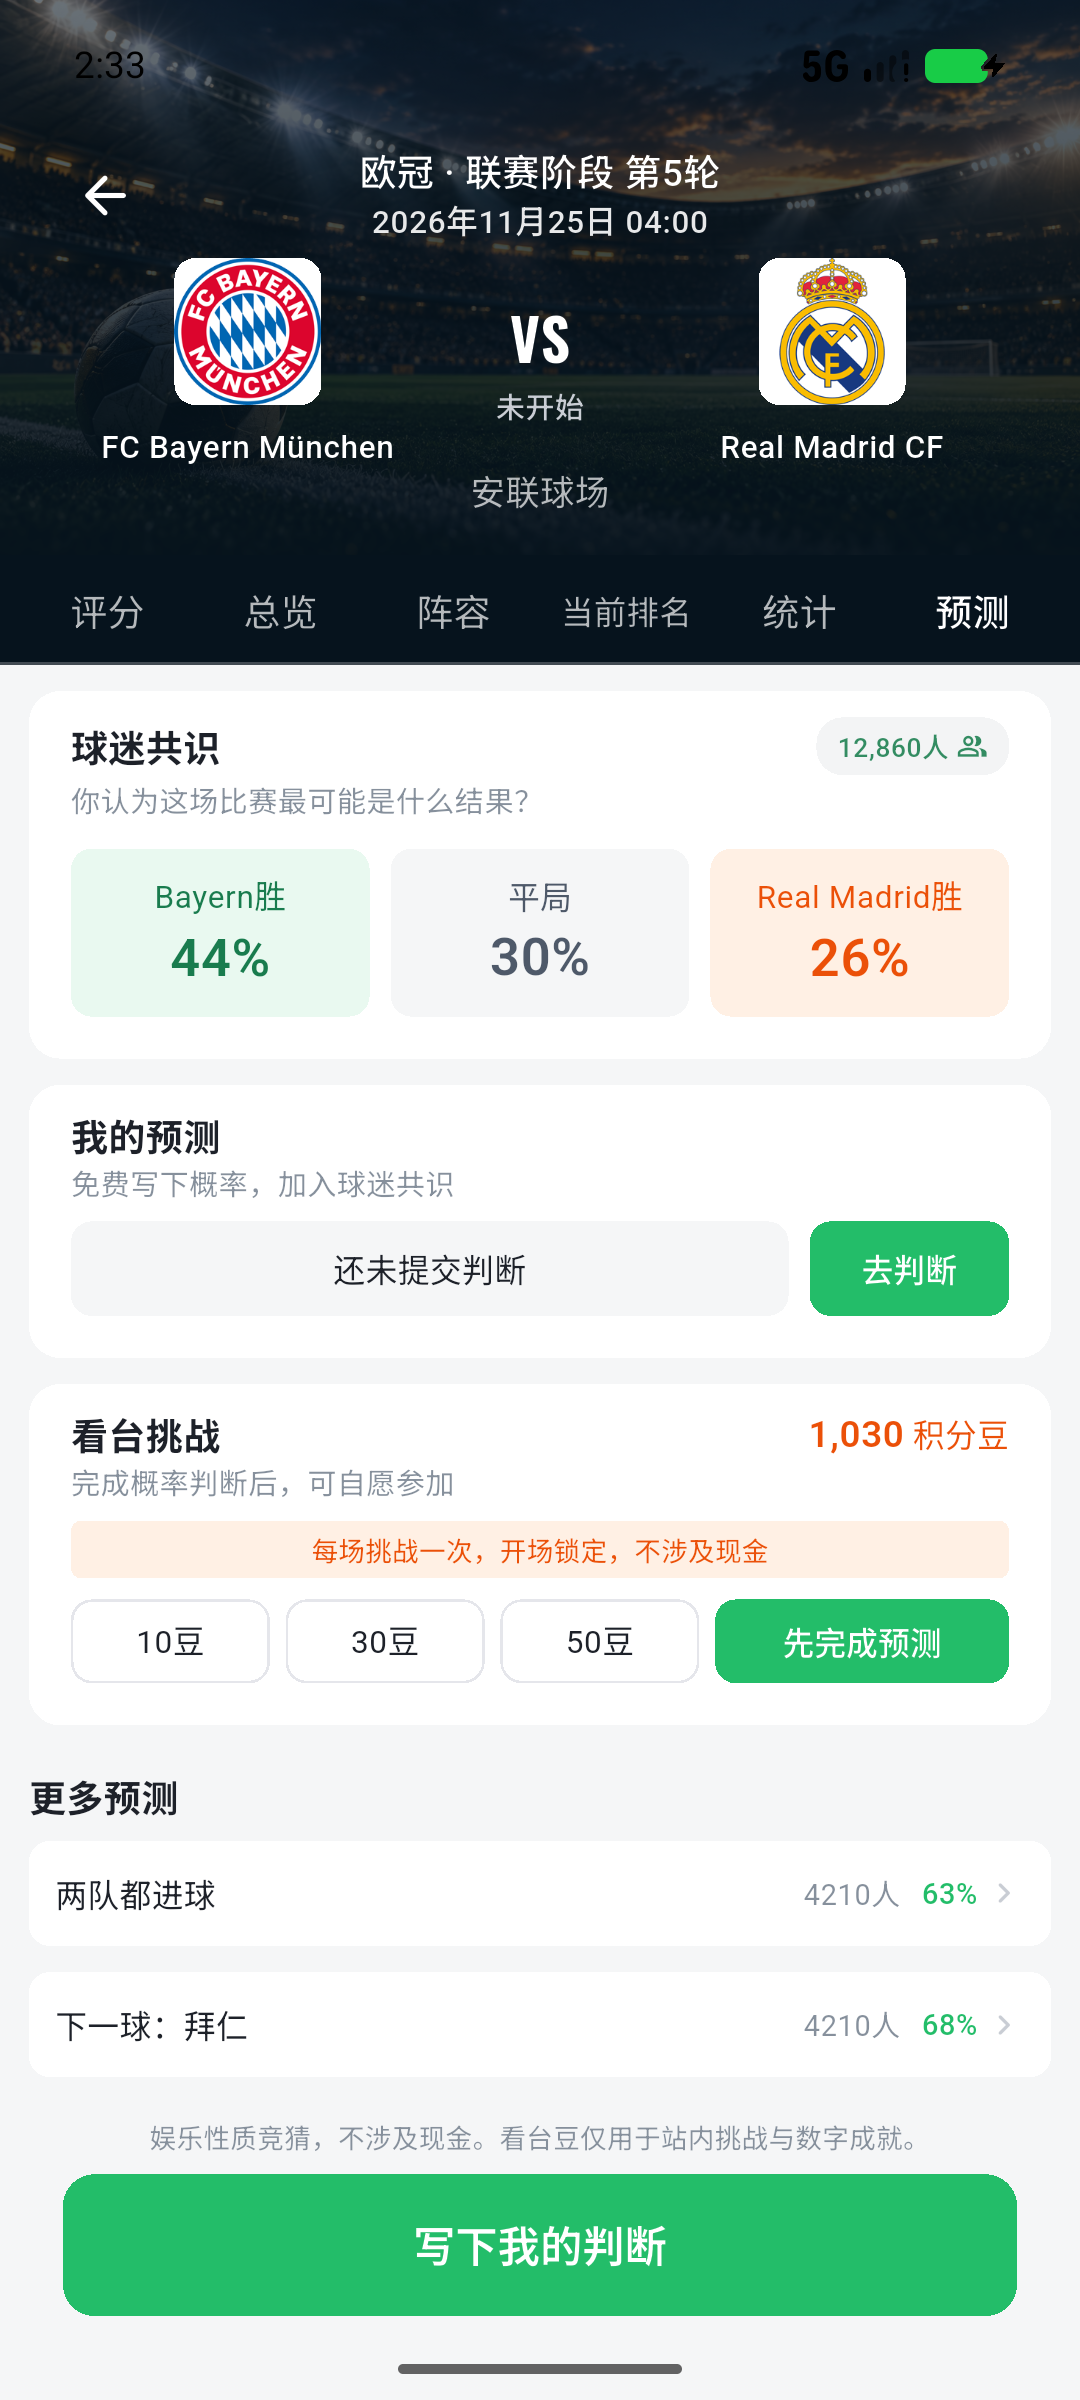 2:33
5G
欧冠 · 联赛阶段 第5轮
2026年11月25日 04:00
FC BAYERN
MÜNCHEN
VS
未开始
FC Bayern München
Real Madrid CF
安联球场
评分 总览 阵容 当前排名 统计 预测
球迷共识
12,860人
你认为这场比赛最可能是什么结果?
Bayern胜 平局 Real Madrid胜
44% 30% 26%
我的预测
免费写下概率，加入球迷共识
还未提交判断 去判断
看台挑战
1,030 积分豆
完成概率判断后，可自愿参加
每场挑战一次，开场锁定，不涉及现金
10豆 30豆 50豆 先完成预测
更多预测
两队都进球 4210人 63%
下一球：拜仁 4210人 68%
娱乐性质竞猜，不涉及现金。看台豆仅用于站内挑战与数字成就。
写下我的判断